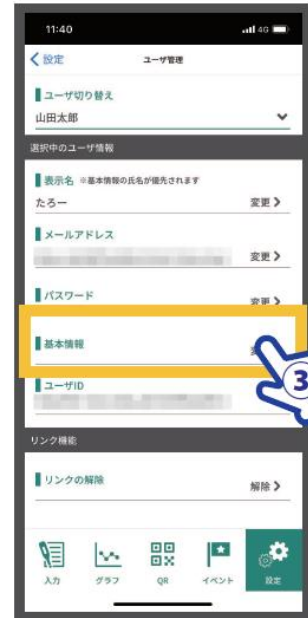 11:40
4G
設定
ユーザ管理
ユーザ切り替え
山田太郎
選択中のユーザ情報
表示名 ※基本情報の氏名が優先されます
たろー
変更
メールアドレス
変更
パスワード
変更
基本情報
3
ユーザID
リンク機能
リンクの解除
解除
入力
グラフ
QR
イベント
設定